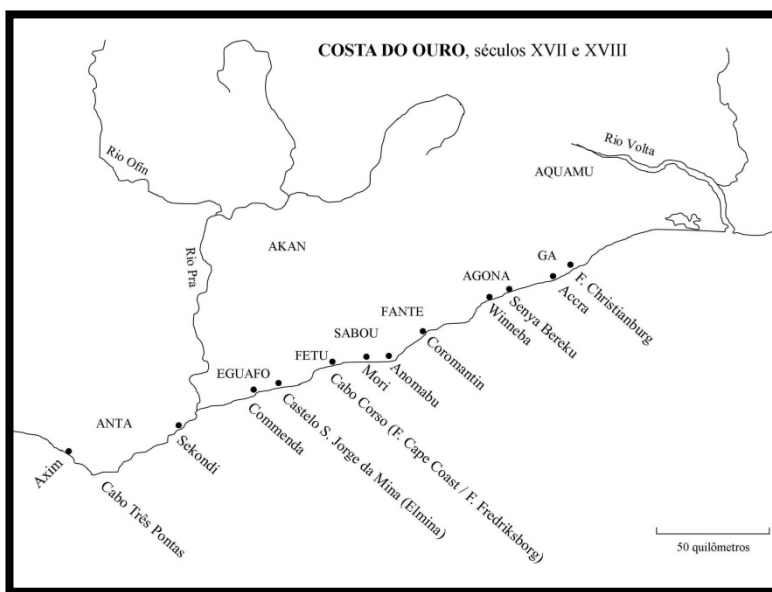 COSTA DO OURO, séculos XVII e XVIII
Rio Ofin
Rio Volta
AQUAMU
Rio Pra
AKAN
GA
F. Christianburg
Accra
AGONA
Senya Bereku
Winneba
FANTE
Coromantin
SABOU
Anomabu
Mori
FETU
Cabo Corso (F. Cape Coast / F. Fredriksborg)
EGUAFO
Castelo S. Jorge da Mina (Elmina)
Commenda
ANTA
Sekondi
Axim
Cabo Três Pontas
50 quilômetros